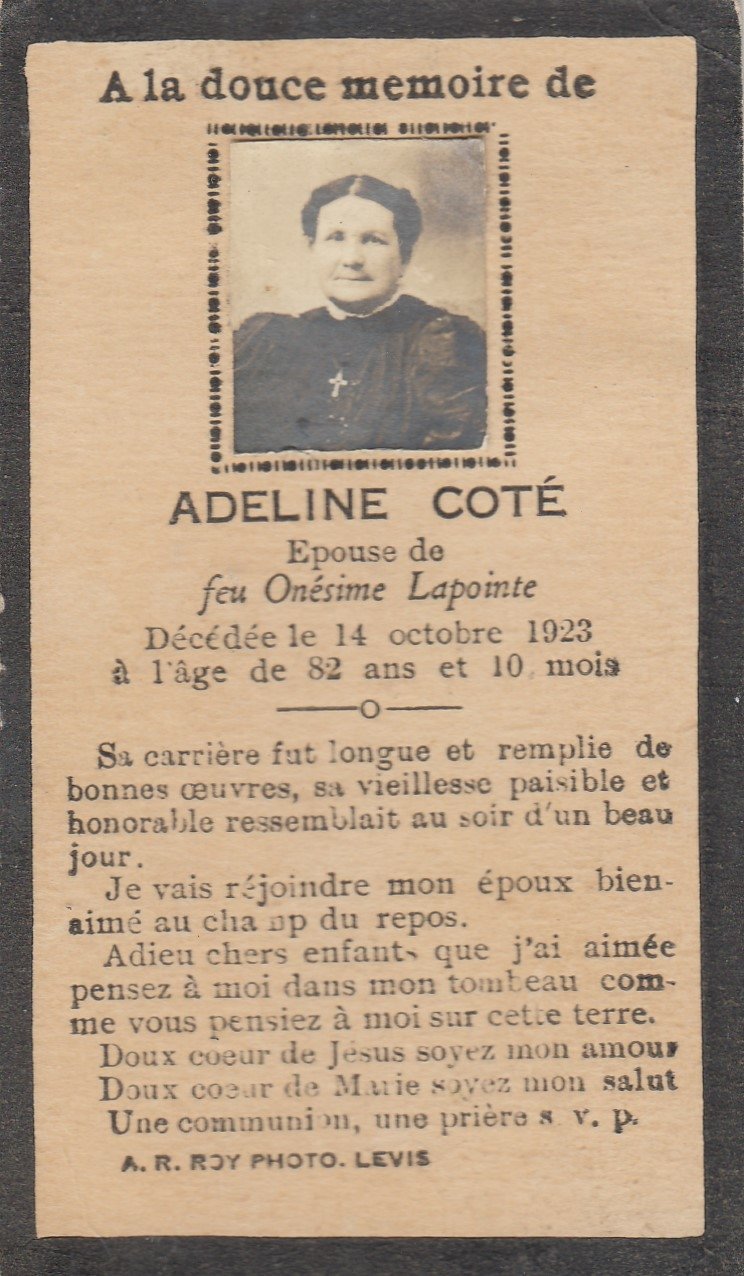 A la douce memoire de
ADELINE COTÉ
Epouse de
feu Onésime Lapointe
Décédée le 14 octobre 1923
à l'âge de 82 ans et 10 mois
Sa carrière fut longue et remplie de
bonnes œuvres, sa vieillesse paisible et
honorable ressemblait au soir d'un beau
jour.
Je vais réjoindre mon époux bien-
aimé au champ du repos.
Adieu chers enfants que j'ai aimée
pensez à moi dans mon tombeau com-
me vous pensiez à moi sur cette terre.
Doux coeur de Jésus soyez mon amour
Doux coeur de Marie soyez mon salut
Une communion, une prière s. v. p.
A. R. ROY PHOTO. LEVIS